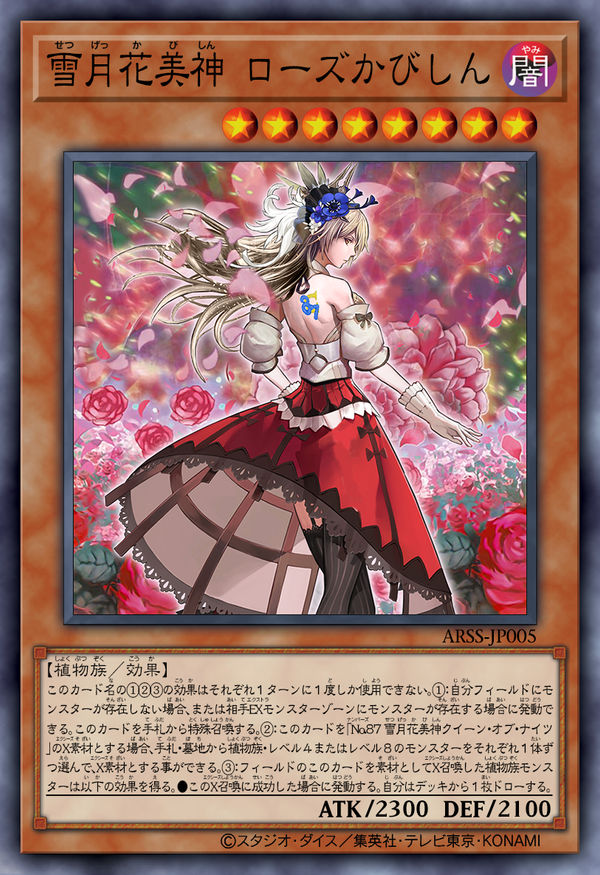 せつ げっ か び しん
雪月花美神 ローズかびしん
やみ
闇
ARSS-JP005
しょくぶつぞく こうか
【植物族/効果】
このカード名の①②③の効果はそれぞれ1ターンに1度しか使用できない。①:自分フィールドにモ
ンスターが存在しない場合、または相手EXモンスターゾーンにモンスターが存在する場合に発動で
きる。このカードを手札から特殊召喚する。②:このカードを「No.87 雪月花美神クイーン・オブ・ナイツ
」のX素材とする場合、手札・墓地から植物族・レベル4またはレベル8のモンスターをそれぞれ1体ず
つ選んで、X素材とする事ができる。③:フィールドのこのカードを素材としてX召喚した植物族モンス
ターは以下の効果を得る。●このX召喚に成功した場合に発動する。自分はデッキから1枚ドローする。
ATK/2300 DEF/2100
©スタジオ・ダイス/集英社・テレビ東京・KONAMI